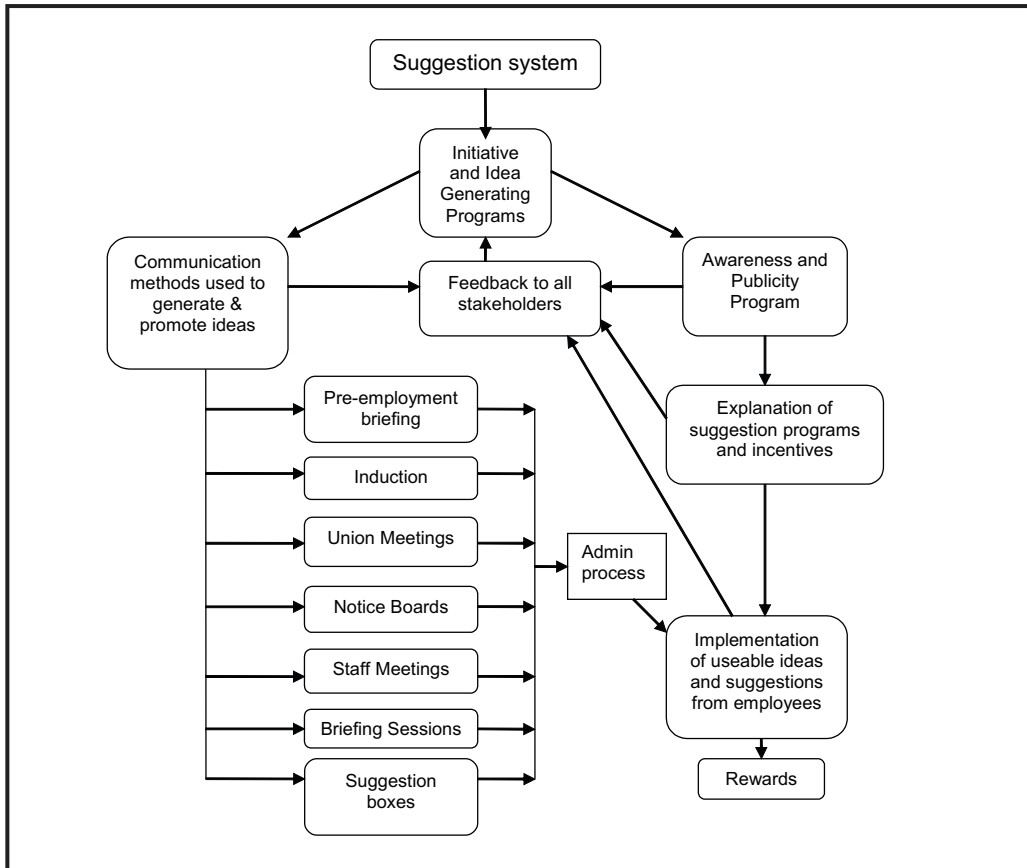 Suggestion system
Initiative
and Idea
Generating
Programs
Communication
methods used to
generate &
promote ideas
Feedback to all
stakeholders
Awareness and
Publicity
Program
Pre-employment
briefing
Explanation of
suggestion programs
and incentives
Induction
Union Meetings
Admin
process
Notice Boards
Staff Meetings
Implementation
of useable ideas
and suggestions
from employees
Briefing Sessions
Suggestion
boxes
Rewards